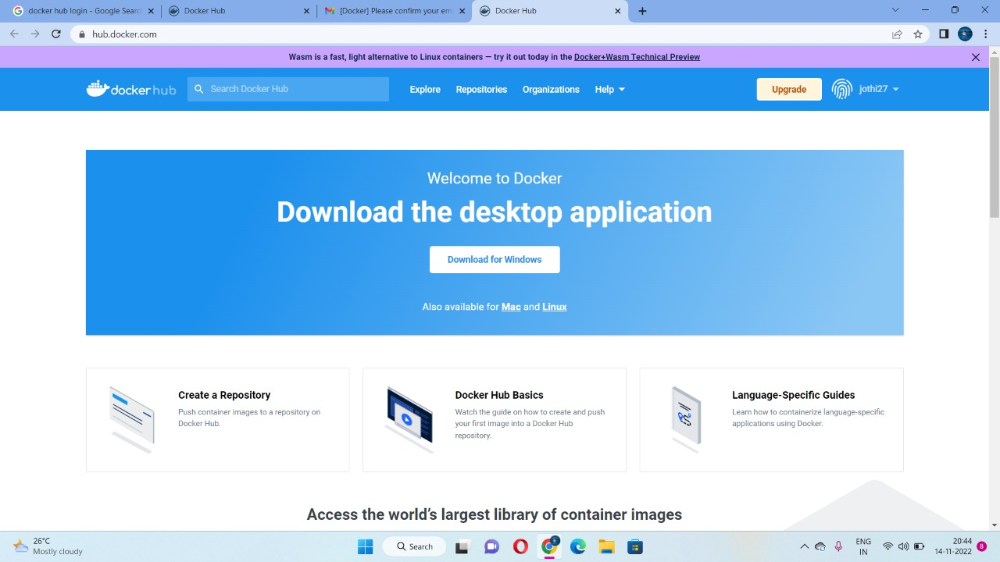 docker hub login - Google Searc
Docker Hub
[Docker] Please confirm your em
Docker Hub
hub.docker.com
Wasm is a fast, light alternative to Linux containers — try it out today in the Docker+Wasm Technical Preview
docker hub
Search Docker Hub
Explore
Repositories
Organizations
Help
Upgrade
jothi27
Welcome to Docker
Download the desktop application
Download for Windows
Also available for Mac and Linux
Create a Repository
Push container images to a repository on
Docker Hub.
Docker Hub Basics
Watch the guide on how to create and push
your first image into a Docker Hub
repository.
Language-Specific Guides
Learn how to containerize language-specific
applications using Docker.
Access the world's largest library of container images
26°C
Mostly cloudy
Search
ENG
IN
20:44
14-11-2022
8